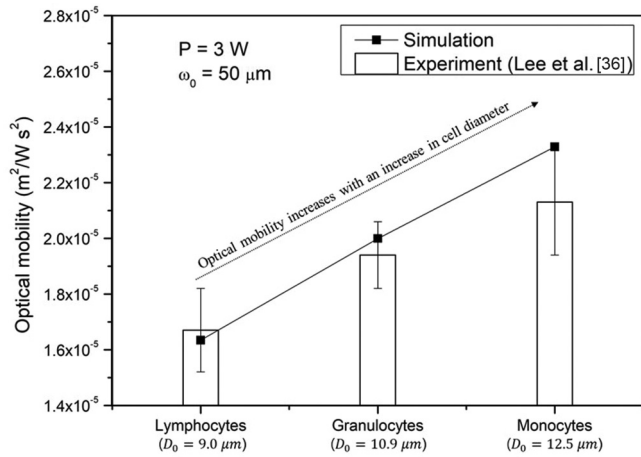 2.8x10⁻⁵
2.6x10⁻⁵
2.4x10⁻⁵
2.2x10⁻⁵
2.0x10⁻⁵
1.8x10⁻⁵
1.6x10⁻⁵
1.4x10⁻⁵
Optical mobility (m²/W s²)
P = 3 W
ω₀ = 50 μm
Simulation
Experiment (Lee et al. [36])
Optical mobility increases with an increase in cell diameter
Lymphocytes
(D₀ = 9.0 μm)
Granulocytes
(D₀ = 10.9 μm)
Monocytes
(D₀ = 12.5 μm)